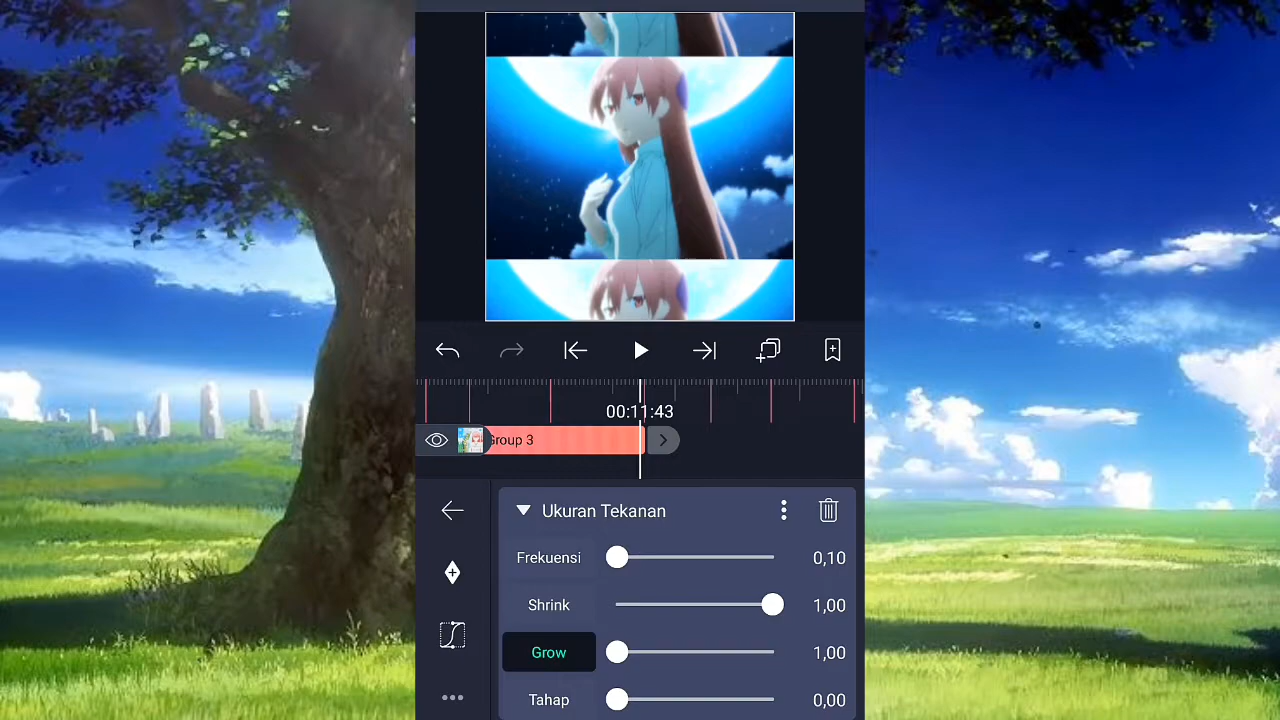 00:11:43
Group 3
Ukuran Tekanan
Frekuensi 0,10
Shrink 1,00
Grow 1,00
Tahap 0,00